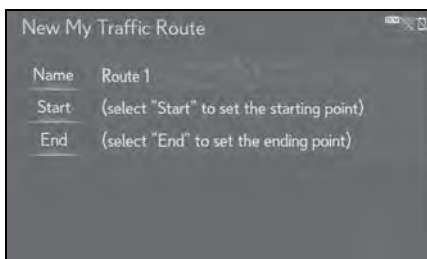 New My Traffic Route
Name Route 1
Start (select "Start" to set the starting point)
End (select "End" to set the ending point)